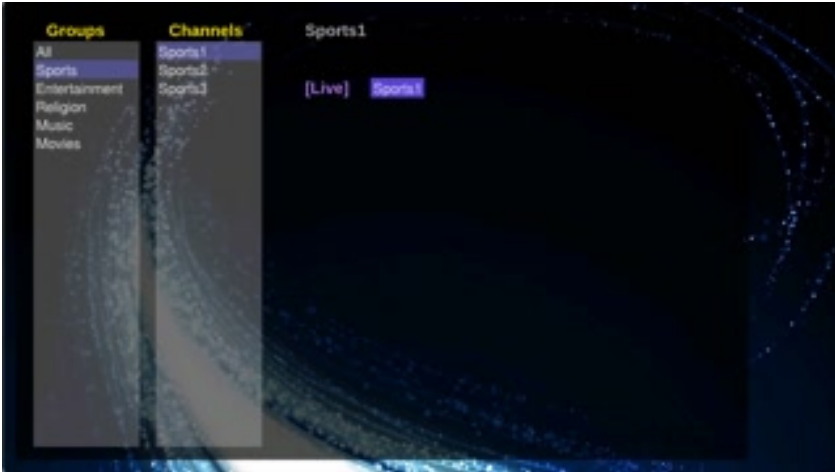 Groups
All
Sports
Entertainment
Religion
Music
Movies
Channels
Sports1
Sports2
Sports3
Sports1
[Live] Sports1